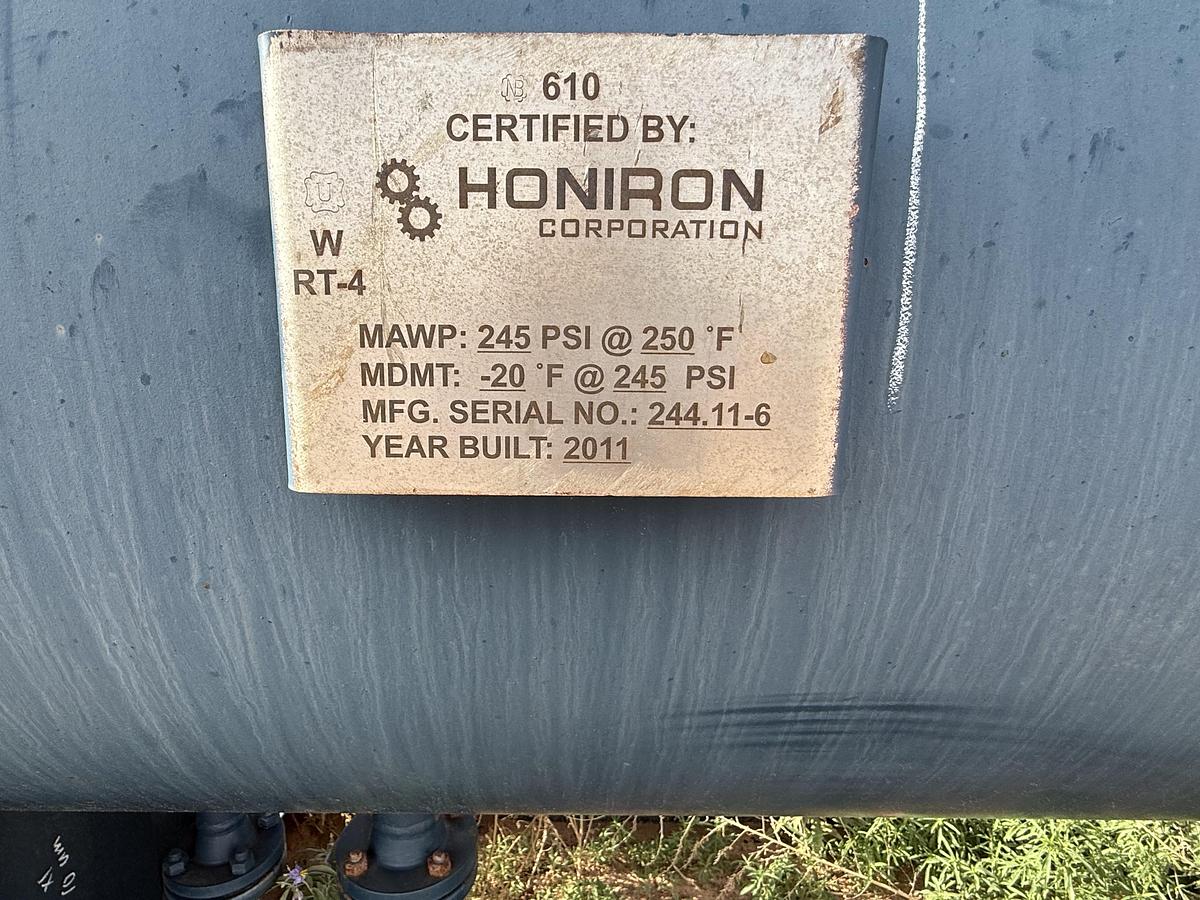 NB 610
CERTIFIED BY:
HONIRON
CORPORATION
U
W
RT-4
MAWP: 245 PSI @ 250 °F
MDMT: -20 °F @ 245 PSI
MFG. SERIAL NO.: 244.11-6
YEAR BUILT: 2011